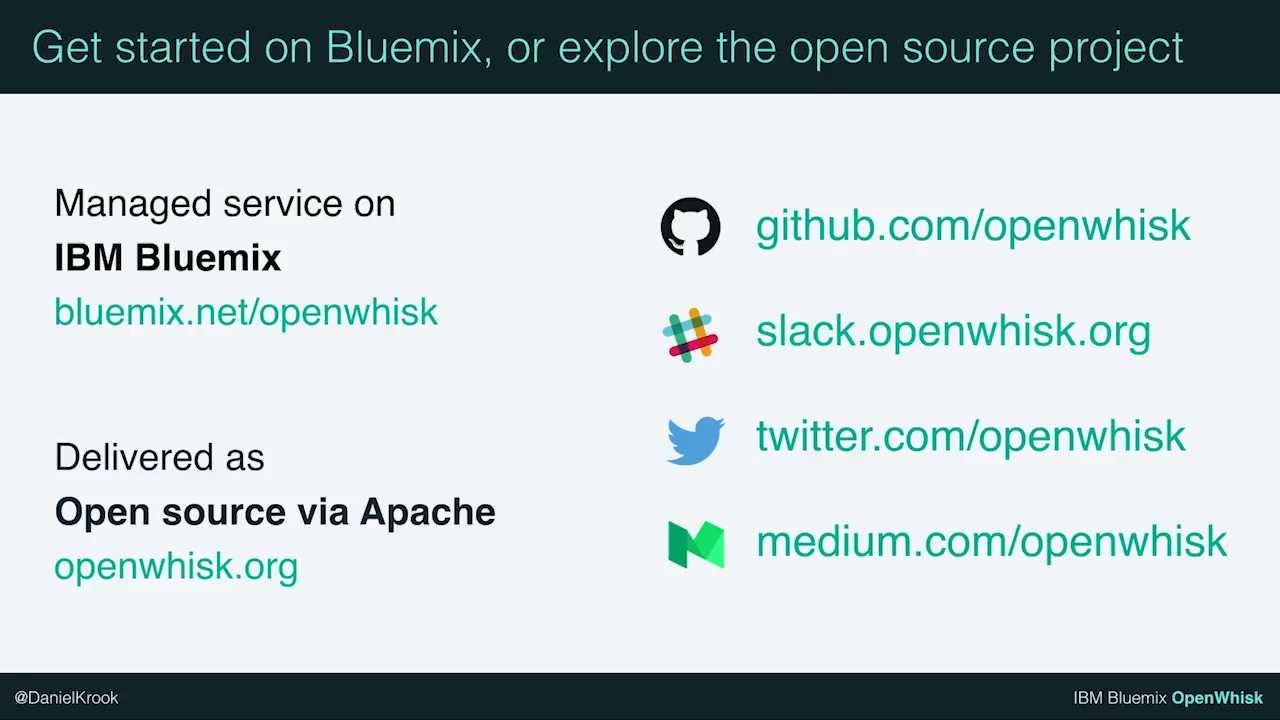 Get started on Bluemix, or explore the open source project
Managed service on
IBM Bluemix
bluemix.net/openwhisk
Delivered as
Open source via Apache
openwhisk.org
github.com/openwhisk
slack.openwhisk.org
twitter.com/openwhisk
medium.com/openwhisk
@DanielKrook
IBM Bluemix OpenWhisk